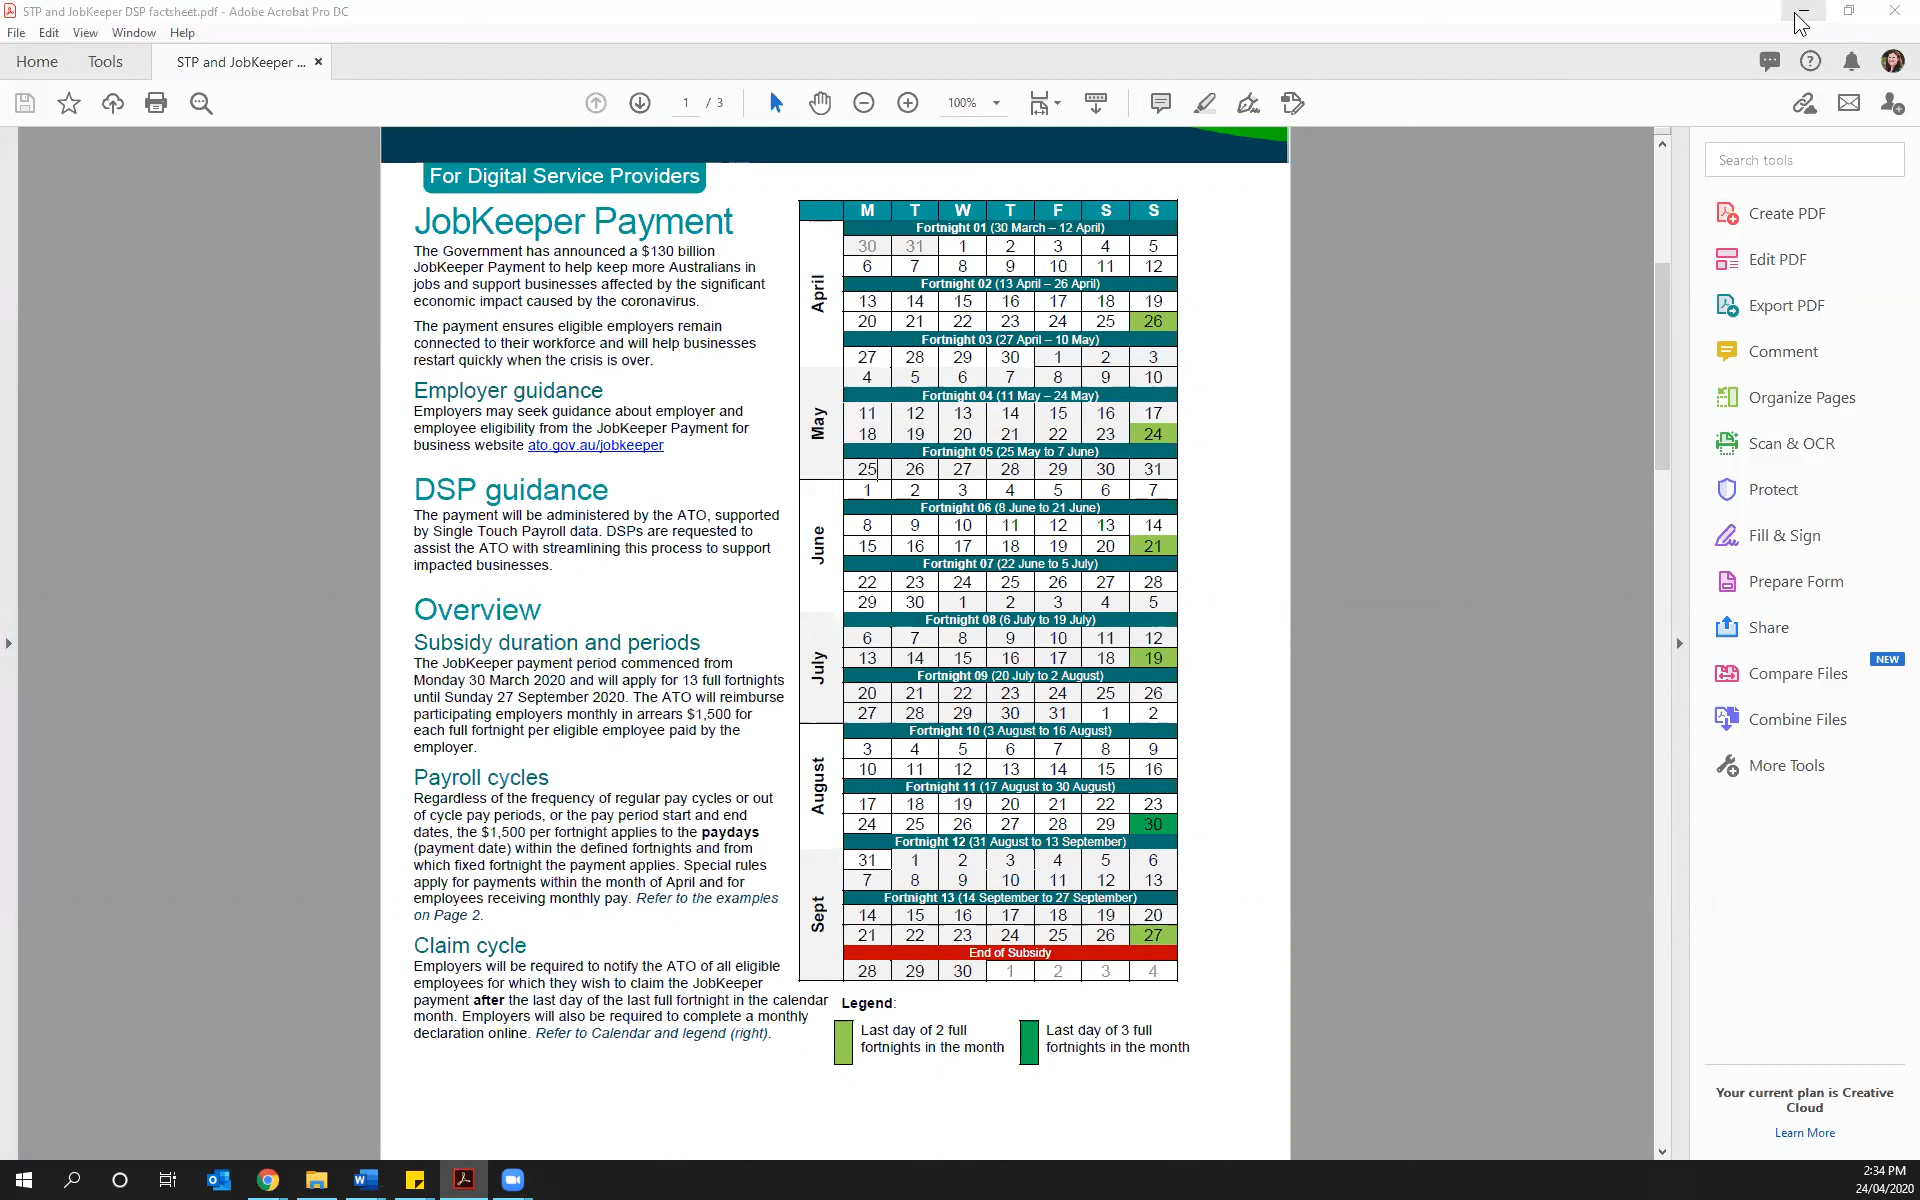 STP and JobKeeper DSP factsheet.pdf - Adobe Acrobat Pro DC
File Edit View Window Help
Home Tools STP and JobKeeper ... ×
1 / 3 100%
For Digital Service Providers
JobKeeper Payment
The Government has announced a $130 billion
JobKeeper Payment to help keep more Australians in
jobs and support businesses affected by the significant
economic impact caused by the coronavirus.
The payment ensures eligible employers remain
connected to their workforce and will help businesses
restart quickly when the crisis is over.
Employer guidance
Employers may seek guidance about employer and
employee eligibility from the JobKeeper Payment for
business website ato.gov.au/jobkeeper
DSP guidance
The payment will be administered by the ATO, supported
by Single Touch Payroll data. DSPs are requested to
assist the ATO with streamlining this process to support
impacted businesses.
Overview
Subsidy duration and periods
The JobKeeper payment period commenced from
Monday 30 March 2020 and will apply for 13 full fortnights
until Sunday 27 September 2020. The ATO will reimburse
participating employers monthly in arrears $1,500 for
each full fortnight per eligible employee paid by the
employer.
Payroll cycles
Regardless of the frequency of regular pay cycles or out
of cycle pay periods, or the pay period start and end
dates, the $1,500 per fortnight applies to the paydays
(payment date) within the defined fortnights and from
which fixed fortnight the payment applies. Special rules
apply for payments within the month of April and for
employees receiving monthly pay. Refer to the examples
on Page 2.
Claim cycle
Employers will be required to notify the ATO of all eligible
employees for which they wish to claim the JobKeeper
payment after the last day of the last full fortnight in the calendar
month. Employers will also be required to complete a monthly
declaration online. Refer to Calendar and legend (right).
M T W T F S S
April
Fortnight 01 (30 March – 12 April)
30 31 1 2 3 4 5
6 7 8 9 10 11 12
Fortnight 02 (13 April - 26 April)
13 14 15 16 17 18 19
20 21 22 23 24 25 26
Fortnight 03 (27 April – 10 May)
27 28 29 30 1 2 3
May
4 5 6 7 8 9 10
Fortnight 04 (11 May – 24 May)
11 12 13 14 15 16 17
18 19 20 21 22 23 24
Fortnight 05 (25 May to 7 June)
25 26 27 28 29 30 31
June
1 2 3 4 5 6 7
Fortnight 06 (8 June to 21 June)
8 9 10 11 12 13 14
15 16 17 18 19 20 21
Fortnight 07 (22 June to 5 July)
22 23 24 25 26 27 28
29 30 1 2 3 4 5
July
Fortnight 08 (6 July to 19 July)
6 7 8 9 10 11 12
13 14 15 16 17 18 19
Fortnight 09 (20 July to 2 August)
20 21 22 23 24 25 26
27 28 29 30 31 1 2
August
Fortnight 10 (3 August to 16 August)
3 4 5 6 7 8 9
10 11 12 13 14 15 16
Fortnight 11 (17 August to 30 August)
17 18 19 20 21 22 23
24 25 26 27 28 29 30
Fortnight 12 (31 August to 13 September)
Sept
31 1 2 3 4 5 6
7 8 9 10 11 12 13
Fortnight 13 (14 September to 27 September)
14 15 16 17 18 19 20
21 22 23 24 25 26 27
End of Subsidy
28 29 30 1 2 3 4
Legend:
Last day of 2 full
fortnights in the month
Last day of 3 full
fortnights in the month
Search tools
Create PDF
Edit PDF
Export PDF
Comment
Organize Pages
Scan & OCR
Protect
Fill & Sign
Prepare Form
Share
NEW
Compare Files
Combine Files
More Tools
Your current plan is Creative
Cloud
Learn More
2:34 PM
24/04/2020